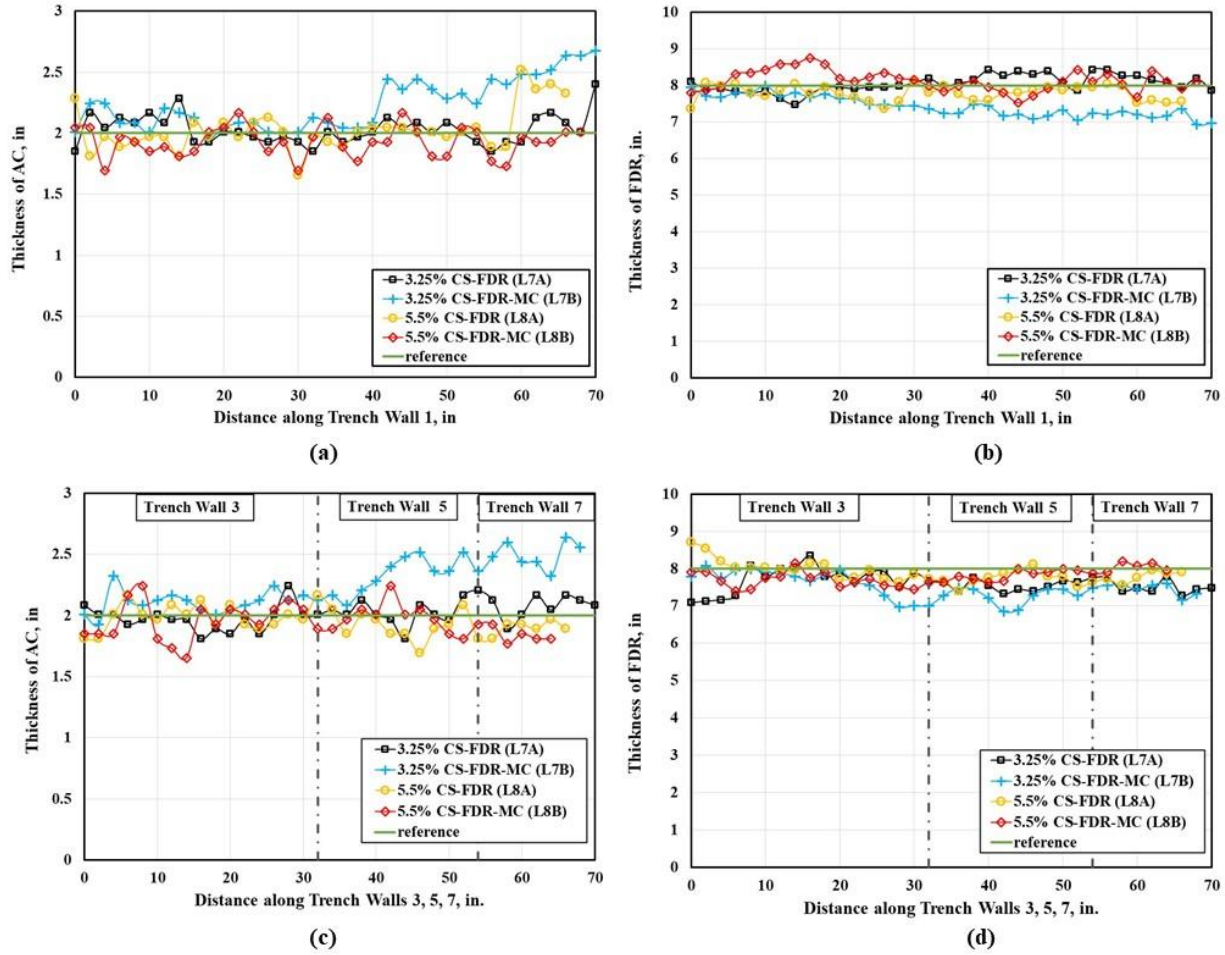 3
2.5
2
1.5
1
0.5
0
Thickness of AC, in
3.25% CS-FDR (L7A)
3.25% CS-FDR-MC (L7B)
5.5% CS-FDR (L8A)
5.5% CS-FDR-MC (L8B)
reference
0 10 20 30 40 50 60 70
Distance along Trench Wall 1, in
(a)
10
9
8
7
6
5
4
3
2
1
0
Thickness of FDR, in.
3.25% CS-FDR (L7A)
3.25% CS-FDR-MC (L7B)
5.5% CS-FDR (L8A)
5.5% CS-FDR-MC (L8B)
reference
0 10 20 30 40 50 60 70
Distance along Trench Wall 1, in
(b)
3
2.5
2
1.5
1
0.5
0
Thickness of AC, in
Trench Wall 3 Trench Wall 5 Trench Wall 7
3.25% CS-FDR (L7A)
3.25% CS-FDR-MC (L7B)
5.5% CS-FDR (L8A)
5.5% CS-FDR-MC (L8B)
reference
0 10 20 30 40 50 60 70
Distance along Trench Walls 3, 5, 7, in.
(c)
10
9
8
7
6
5
4
3
2
1
0
Thickness of FDR, in
Trench Wall 3 Trench Wall 5 Trench Wall 7
3.25% CS-FDR (L7A)
3.25% CS-FDR-MC (L7B)
5.5% CS-FDR (L8A)
5.5% CS-FDR-MC (L8B)
reference
0 10 20 30 40 50 60 70
Distance along Trench Walls 3, 5, 7, in.
(d)